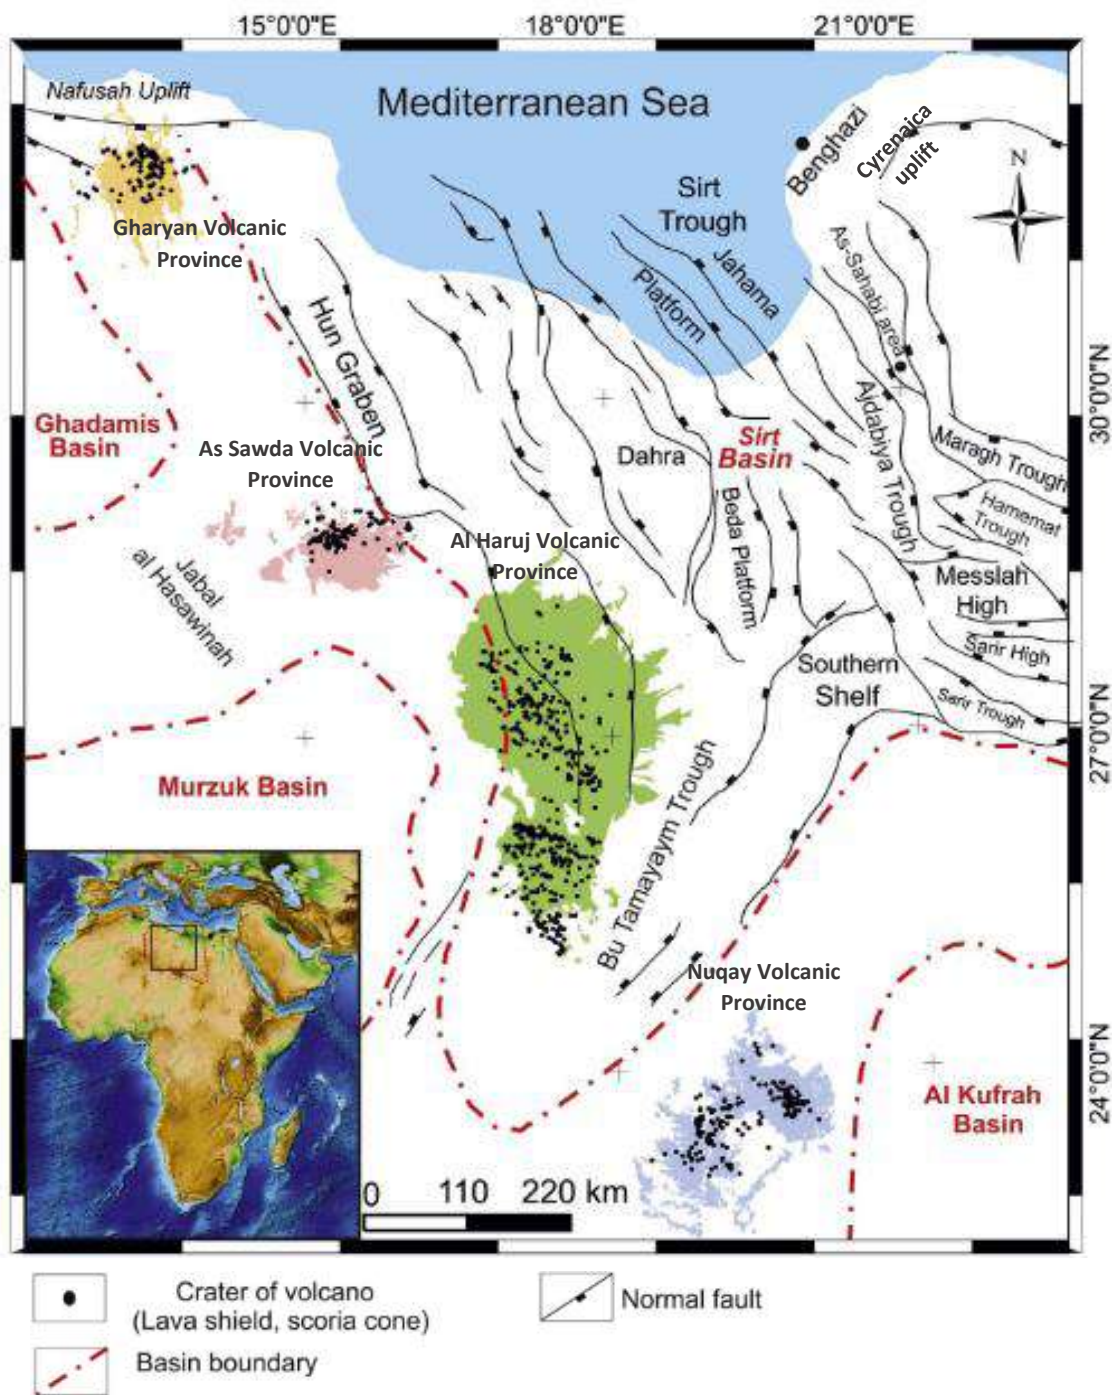 15°0'0"E
18°0'0"E
21°0'0"E
Nafusah Uplift
Mediterranean Sea
Benghazi
Cyrenaica
uplift
N
Sirt
Trough
Gharyan Volcanic
Province
Jahama
Platform
As-Sahabi area
Hun Graben
30°0'0"N
Ghadamis
Basin
As Sawda Volcanic
Province
Dahra
Sirt
Basin
Ajdabiya Trough
Maragh Trough
Hamemat
Trough
Beda Platform
Al Haruj Volcanic
Province
Jabal
al Hasawinah
Messlah
High
Sarir High
Southern
Shelf
Sarir Trough
27°0'0"N
Murzuk Basin
Bu Tamayaym Trough
Nuqay Volcanic
Province
24°0'0"N
Al Kufrah
Basin
0 110 220 km
Crater of volcano
(Lava shield, scoria cone)
Normal fault
Basin boundary